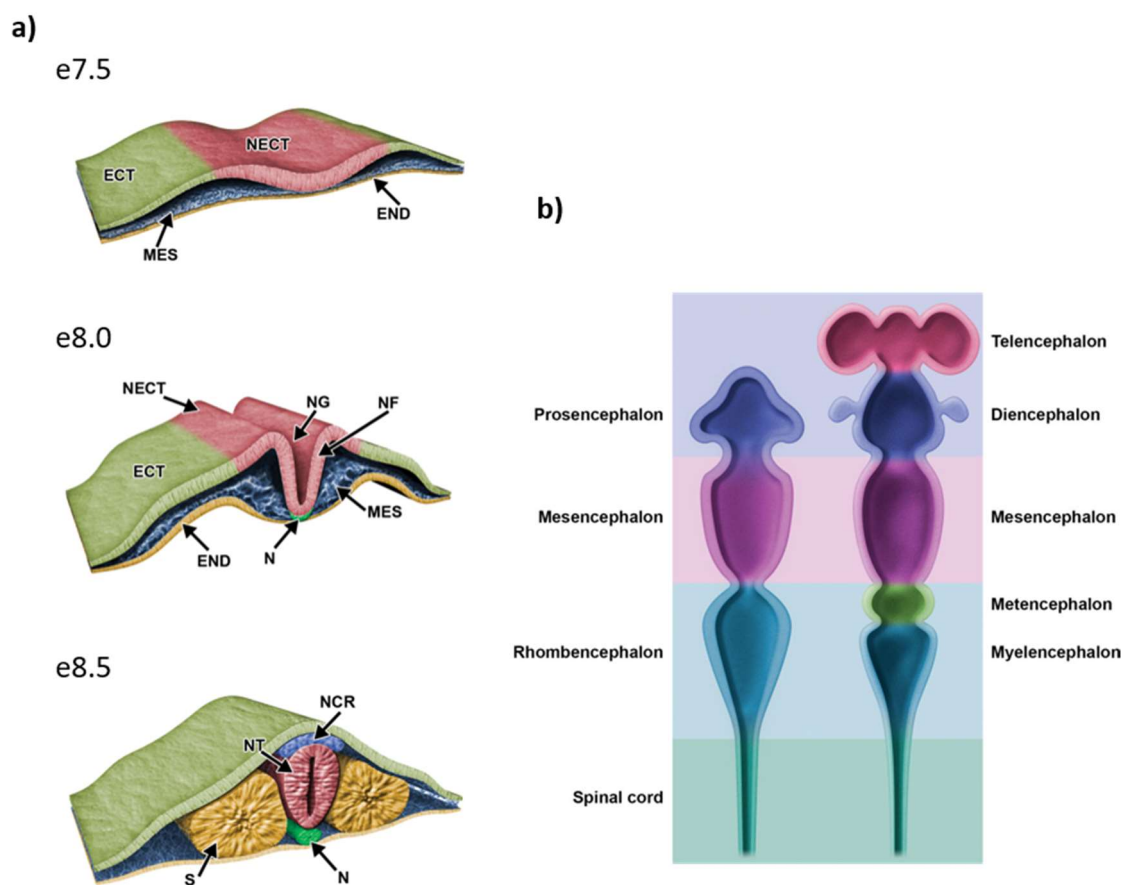 a)
e7.5
NECT
ECT
END
MES
e8.0
NECT
NG
NF
ECT
MES
END
N
e8.5
NCR
NT
S
N
b)
Telencephalon
Prosencephalon
Diencephalon
Mesencephalon
Mesencephalon
Metencephalon
Rhombencephalon
Myelencephalon
Spinal cord